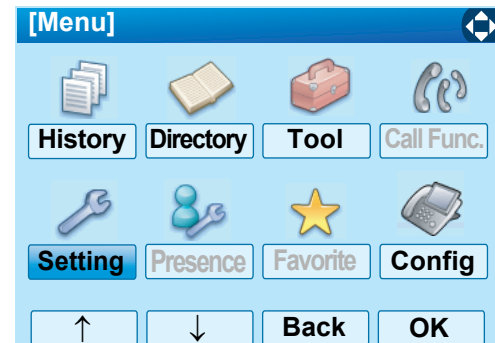 [Menu]
History Directory Tool Call Func.
Setting Presence Favorite Config
↑ ↓ Back OK